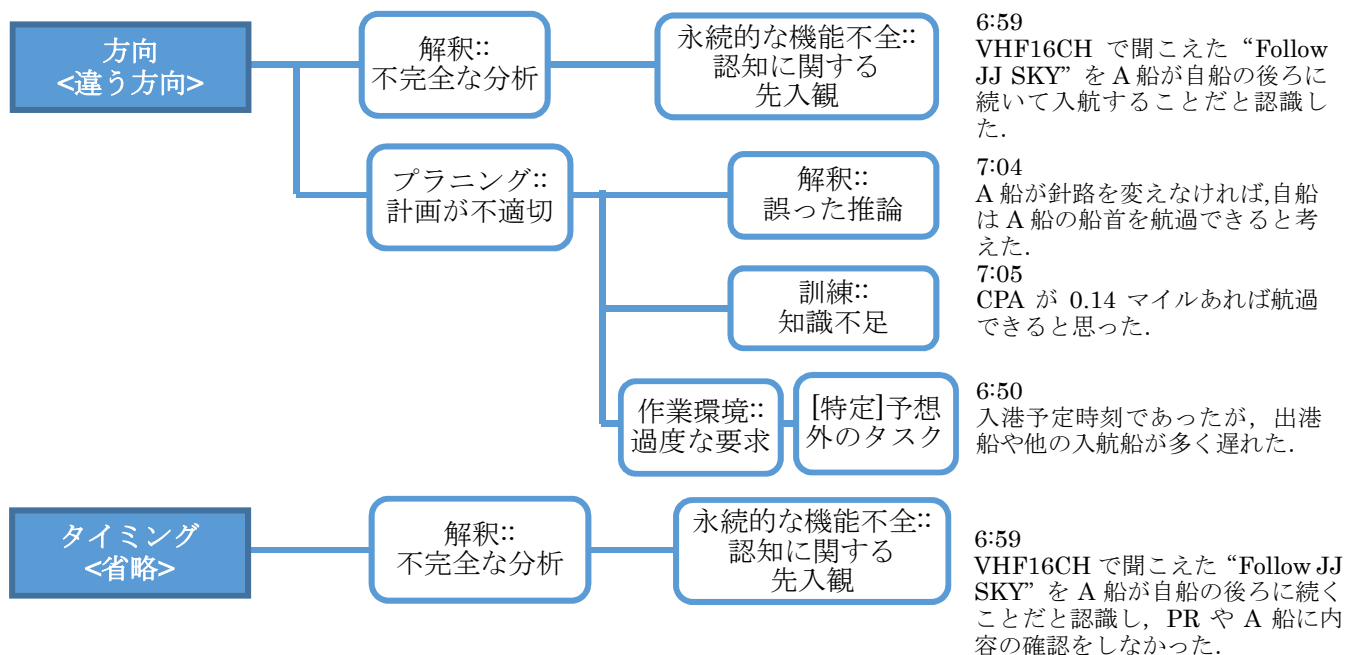 方向
<違う方向>
解釈::
不完全な分析
永続的な機能不全::
認知に関する
先入観
6:59
VHF16CH で聞こえた “Follow
JJ SKY” を A 船が自船の後ろに
続いて入航することだと認識し
た.
プラニング::
計画が不適切
解釈::
誤った推論
7:04
A 船が針路を変えなければ,自船
は A 船の船首を航過できると考
えた.
訓練::
知識不足
7:05
CPA が 0.14 マイルあれば航過
できると思った.
作業環境::
過度な要求
[特定]予想
外のタスク
6:50
入港予定時刻であったが，出港
船や他の入航船が多く遅れた.
タイミング
<省略>
解釈::
不完全な分析
永続的な機能不全::
認知に関する
先入観
6:59
VHF16CH で聞こえた “Follow JJ
SKY” を A 船が自船の後ろに続く
ことだと認識し，PR や A 船に内
容の確認をしなかった.